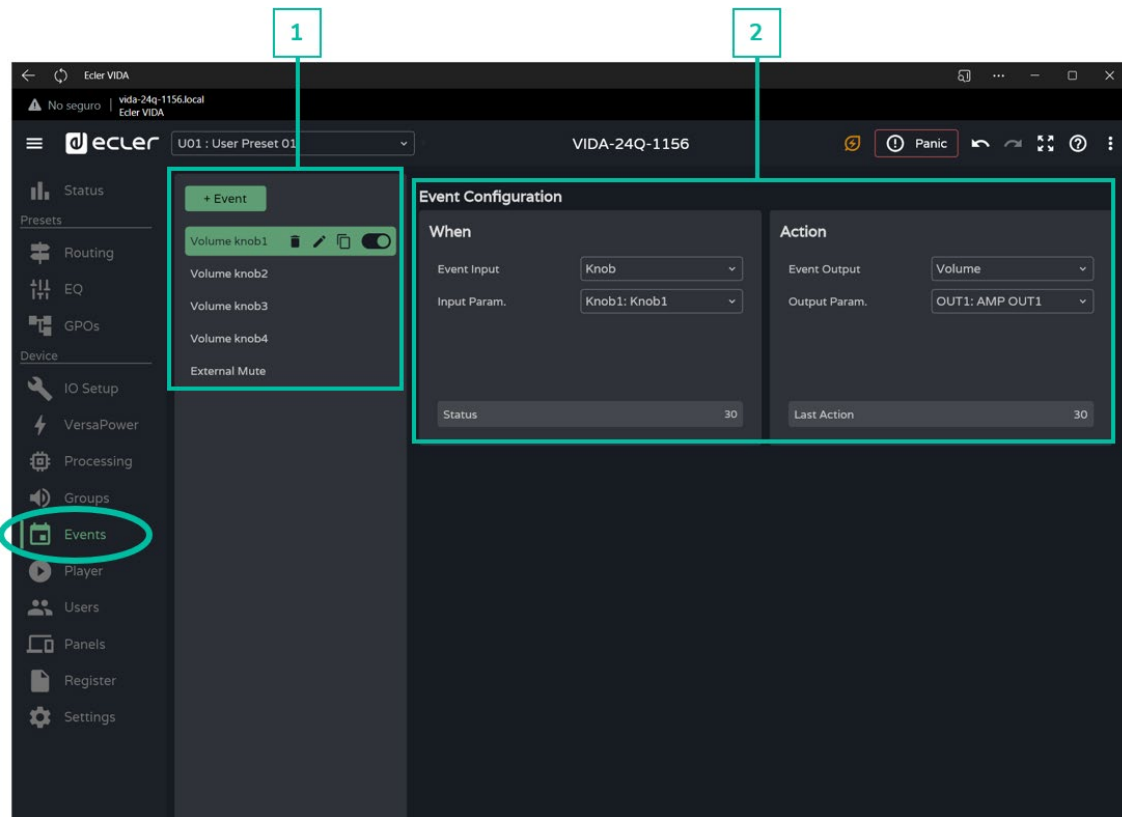 1
2
Ecler VIDA
No seguro | vida-24q-1156.local
Ecler VIDA
ecler
U01 : User Preset 01
VIDA-24Q-1156
Panic
Status
Presets
Routing
EQ
GPOs
Device
IO Setup
VersaPower
Processing
Groups
Events
Player
Users
Panels
Register
Settings
+ Event
Volume knob1
Volume knob2
Volume knob3
Volume knob4
External Mute
Event Configuration
When
Event Input Knob
Input Param. Knob1: Knob1
Status 30
Action
Event Output Volume
Output Param. OUT1: AMP OUT1
Last Action 30